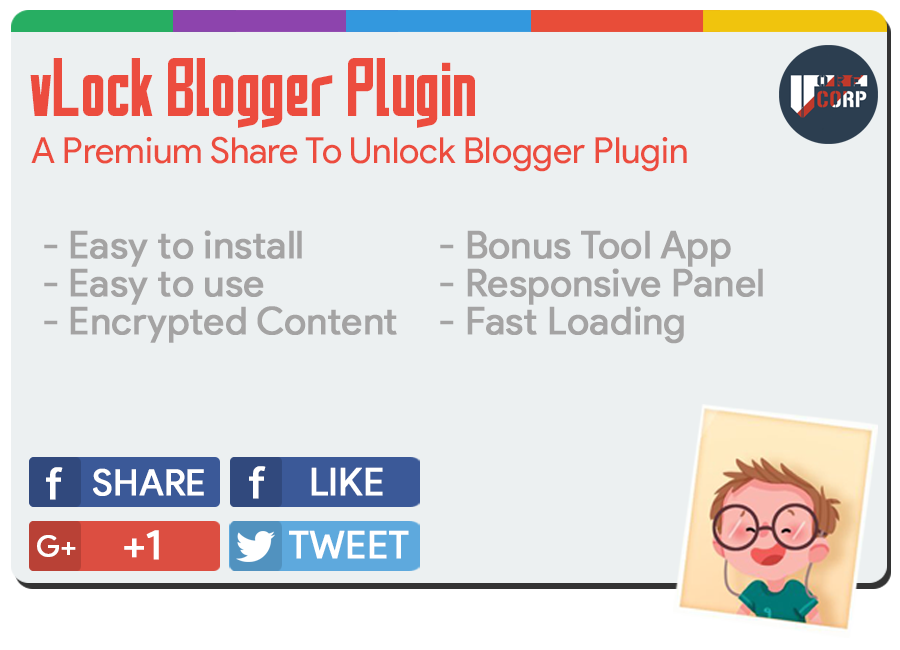 vLock Blogger Plugin
A Premium Share To Unlock Blogger Plugin
CORP
- Easy to install
- Easy to use
- Encrypted Content
- Bonus Tool App
- Responsive Panel
- Fast Loading
f SHARE
f LIKE
G+ +1
TWEET